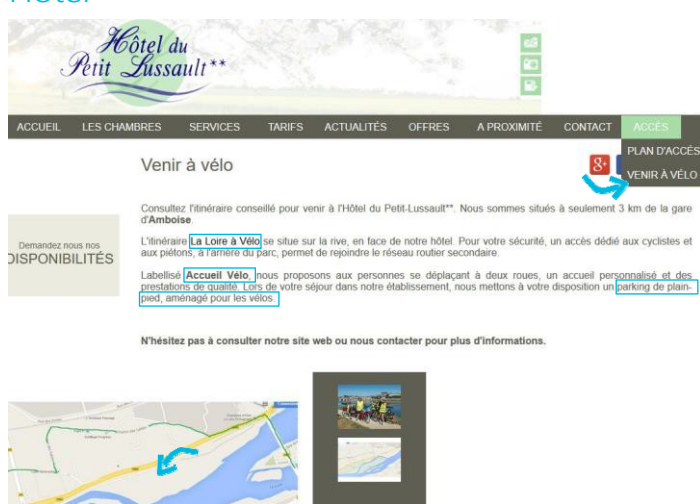 Hôtel
Hôtel du
Petit Lussault**
ACCUEIL LES CHAMBRES SERVICES TARIFS ACTUALITÉS OFFRES A PROXIMITÉ CONTACT ACCÈS
PLAN D'ACCÈS
VENIR À VÉLO
Venir à vélo
8+
Consultez l'itinéraire conseillé pour venir à l'Hôtel du Petit-Lussault**. Nous sommes situés à seulement 3 km de la gare
d'Amboise.
Demandez nous nos
DISPONIBILITÉS
L'itinéraire La Loire à Vélo se situe sur la rive, en face de notre hôtel. Pour votre sécurité, un accès dédié aux cyclistes et
aux piétons, à l'arrière du parc, permet de rejoindre le réseau routier secondaire.
Labellisé Accueil Vélo, nous proposons aux personnes se déplaçant à deux roues, un accueil personnalisé et des
prestations de qualité. Lors de votre séjour dans notre établissement, nous mettons à votre disposition un parking de plain-
pied, aménagé pour les vélos.
N'hésitez pas à consulter notre site web ou nous contacter pour plus d'informations.